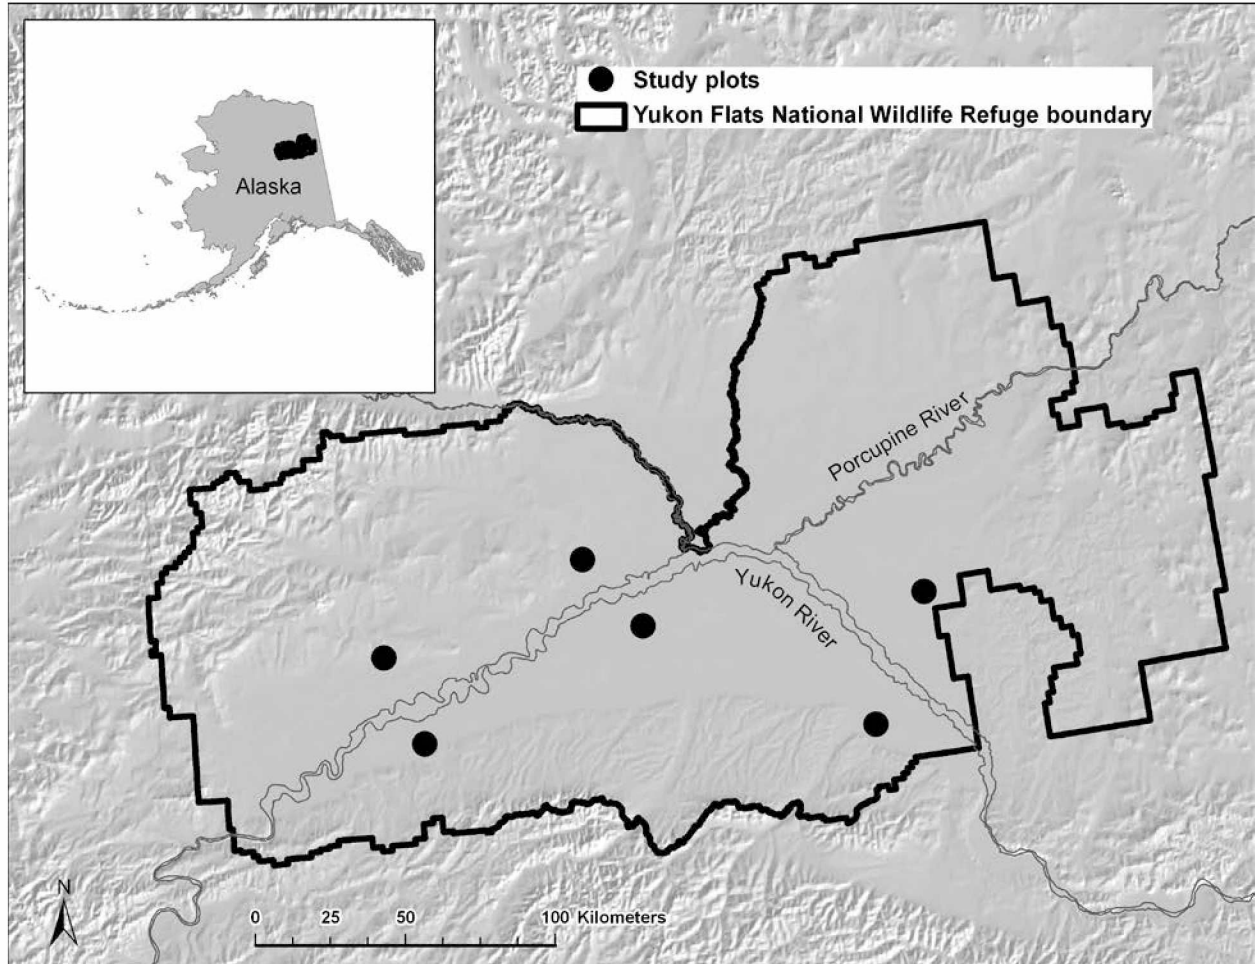 Study plots
Yukon Flats National Wildlife Refuge boundary
Alaska
Porcupine River
Yukon River
N
0 25 50 100 Kilometers